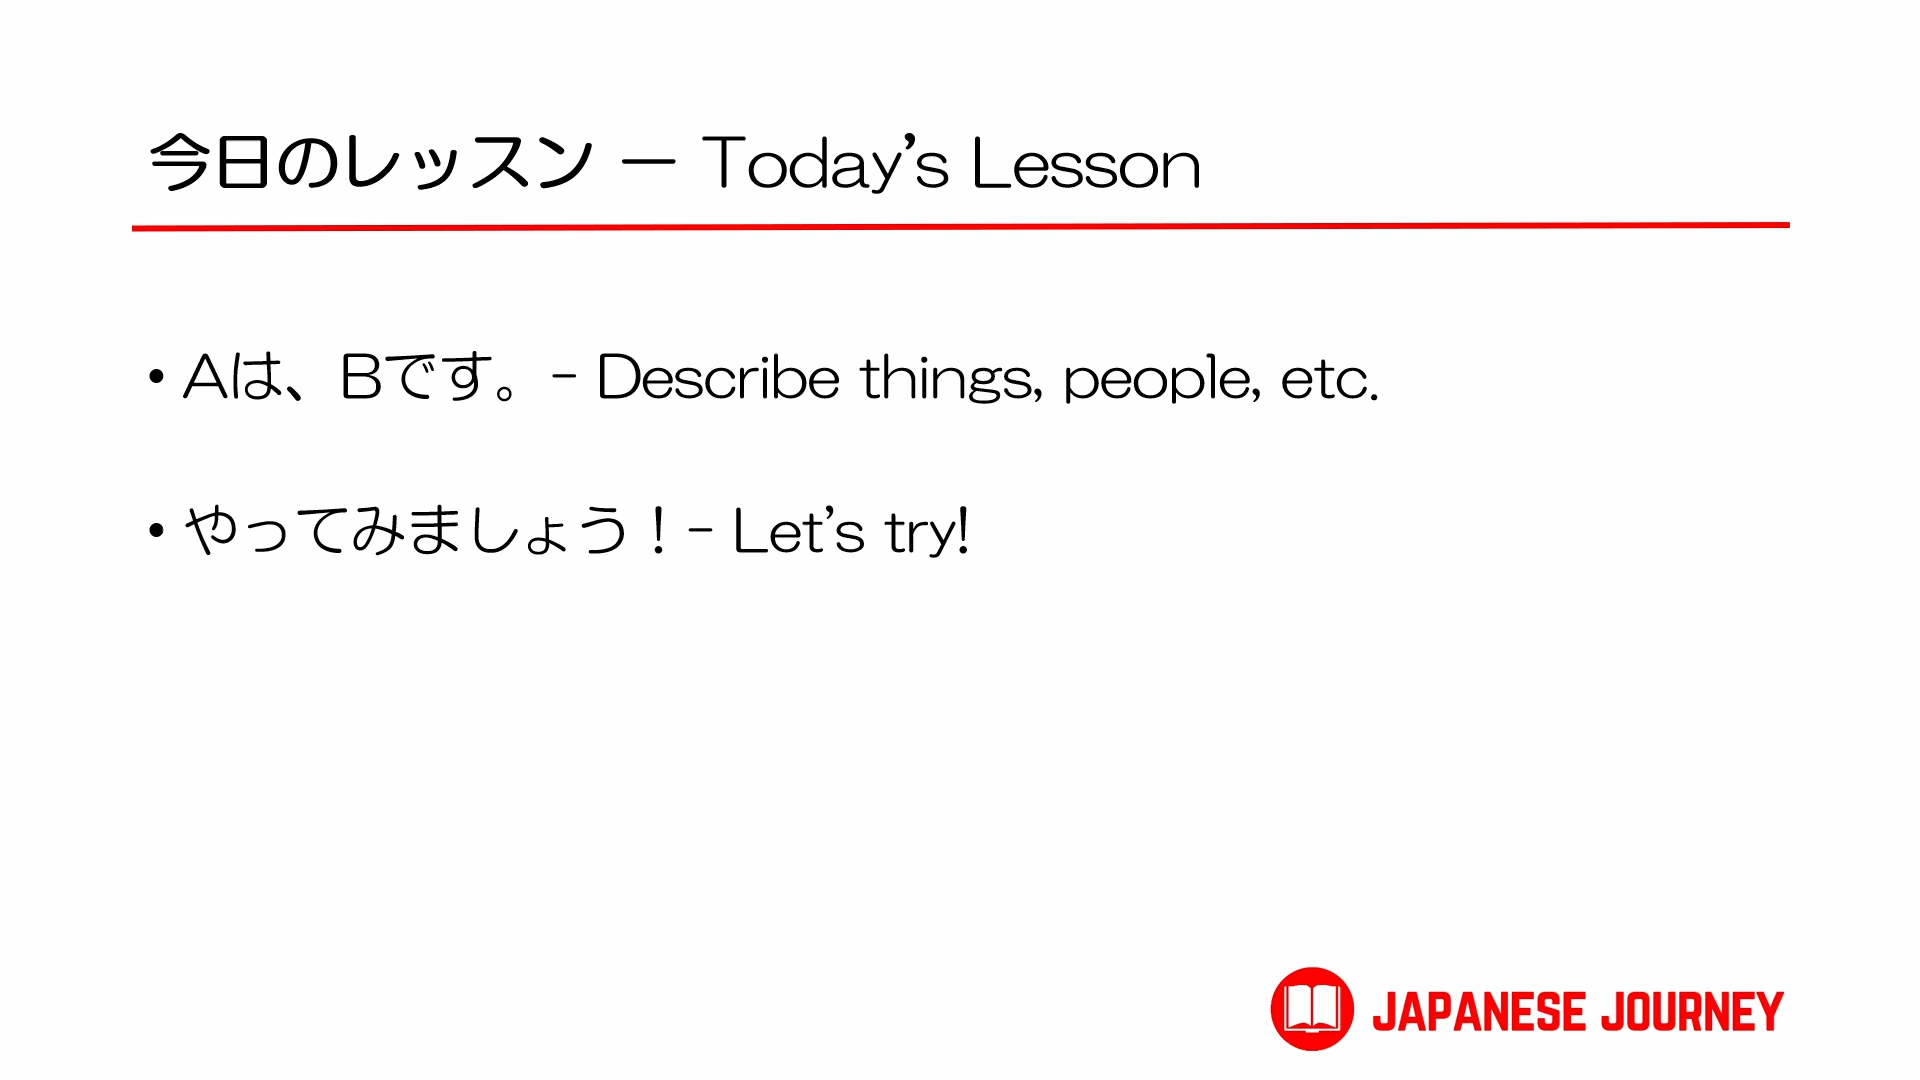 今日のレッスン － Today’s Lesson
• Aは、Bです。- Describe things, people, etc.
• やってみましょう！- Let’s try!
JAPANESE JOURNEY